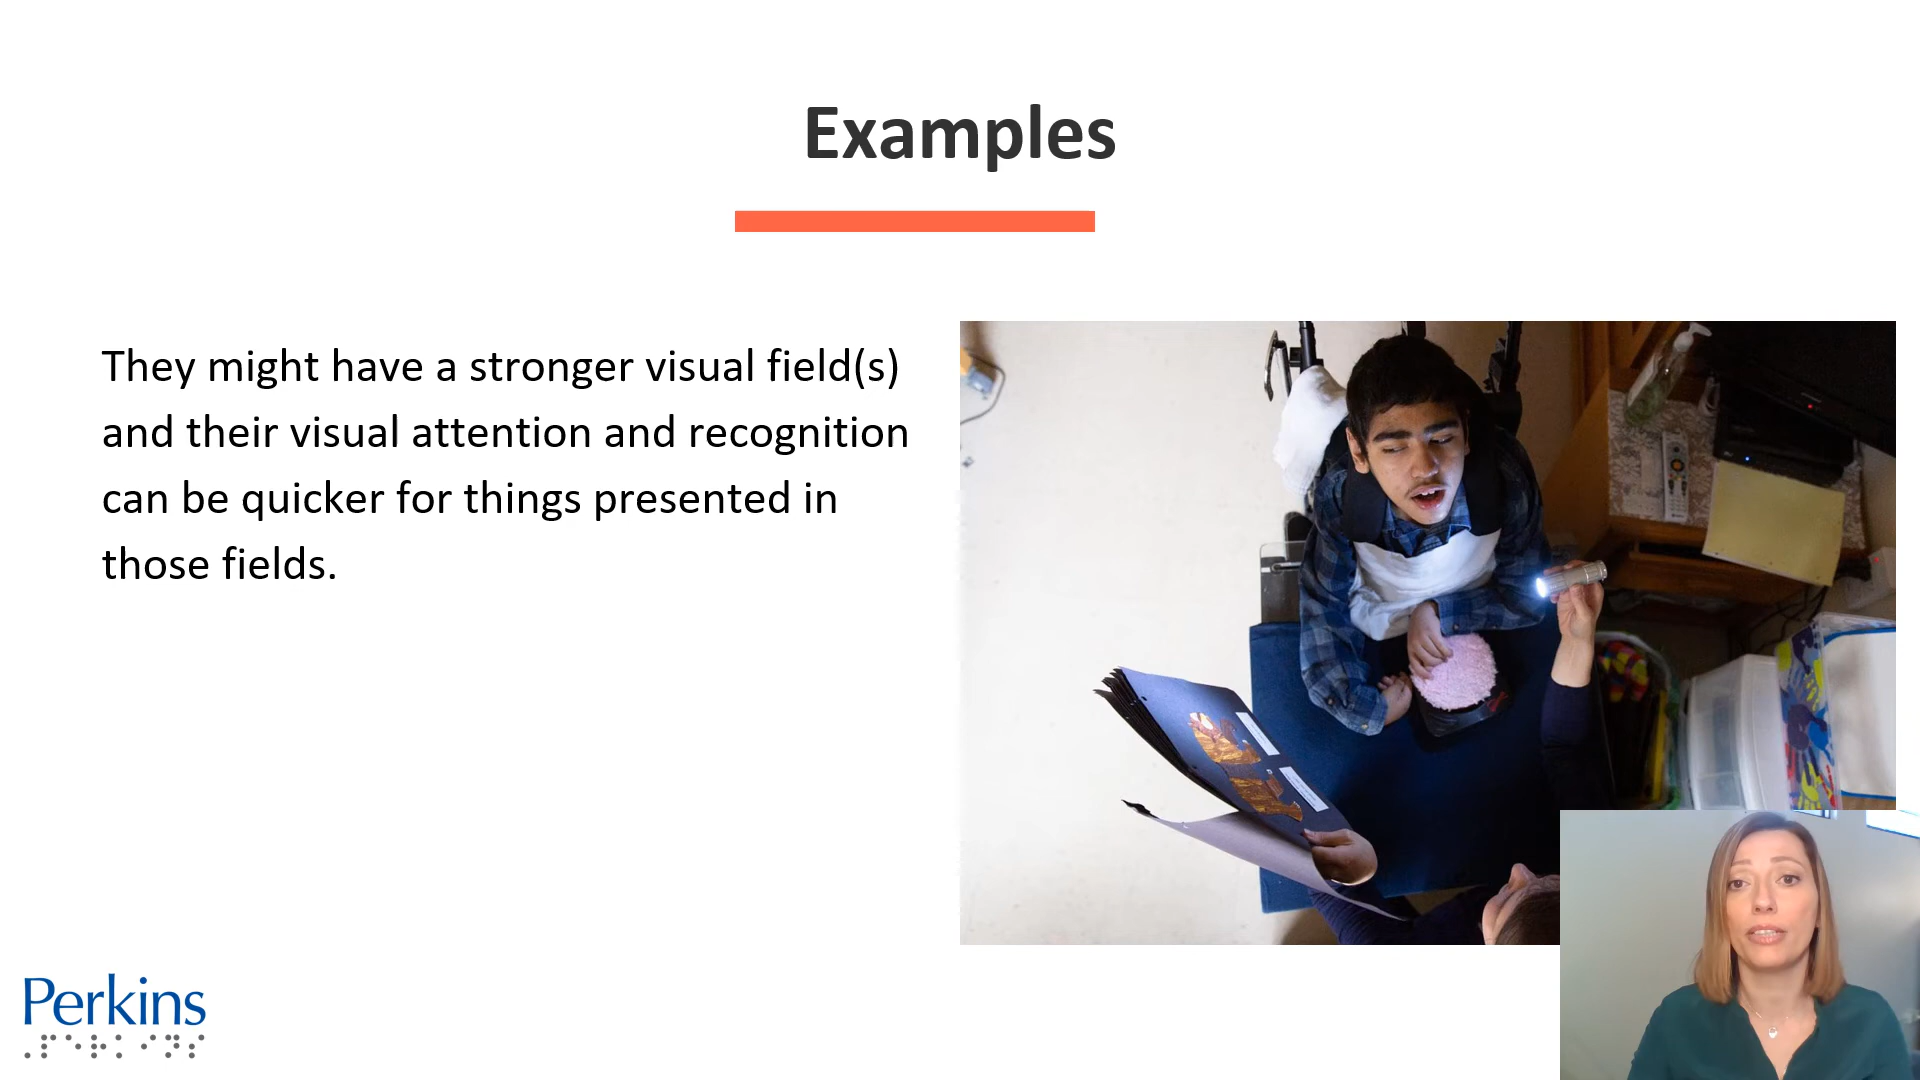 Examples
They might have a stronger visual field(s)
and their visual attention and recognition
can be quicker for things presented in
those fields.
Perkins
⠠⠏⠑⠗⠅⠊⠝⠎